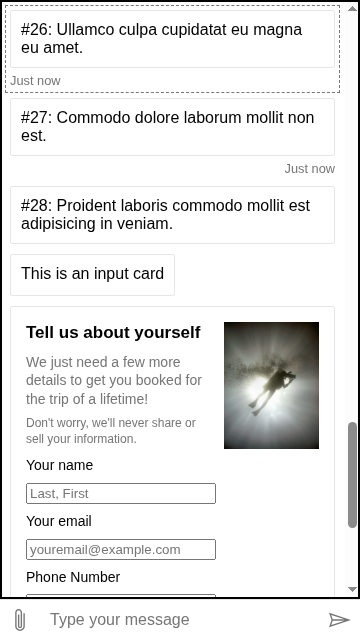 #26: Ullamco culpa cupidatat eu magna
eu amet.
Just now
#27: Commodo dolore laborum mollit non
est.
Just now
#28: Proident laboris commodo mollit est
adipisicing in veniam.
This is an input card
Tell us about yourself
We just need a few more
details to get you booked for
the trip of a lifetime!
Don't worry, we'll never share or
sell your information.
Your name
Last, First
Your email
youremail@example.com
Phone Number
Type your message